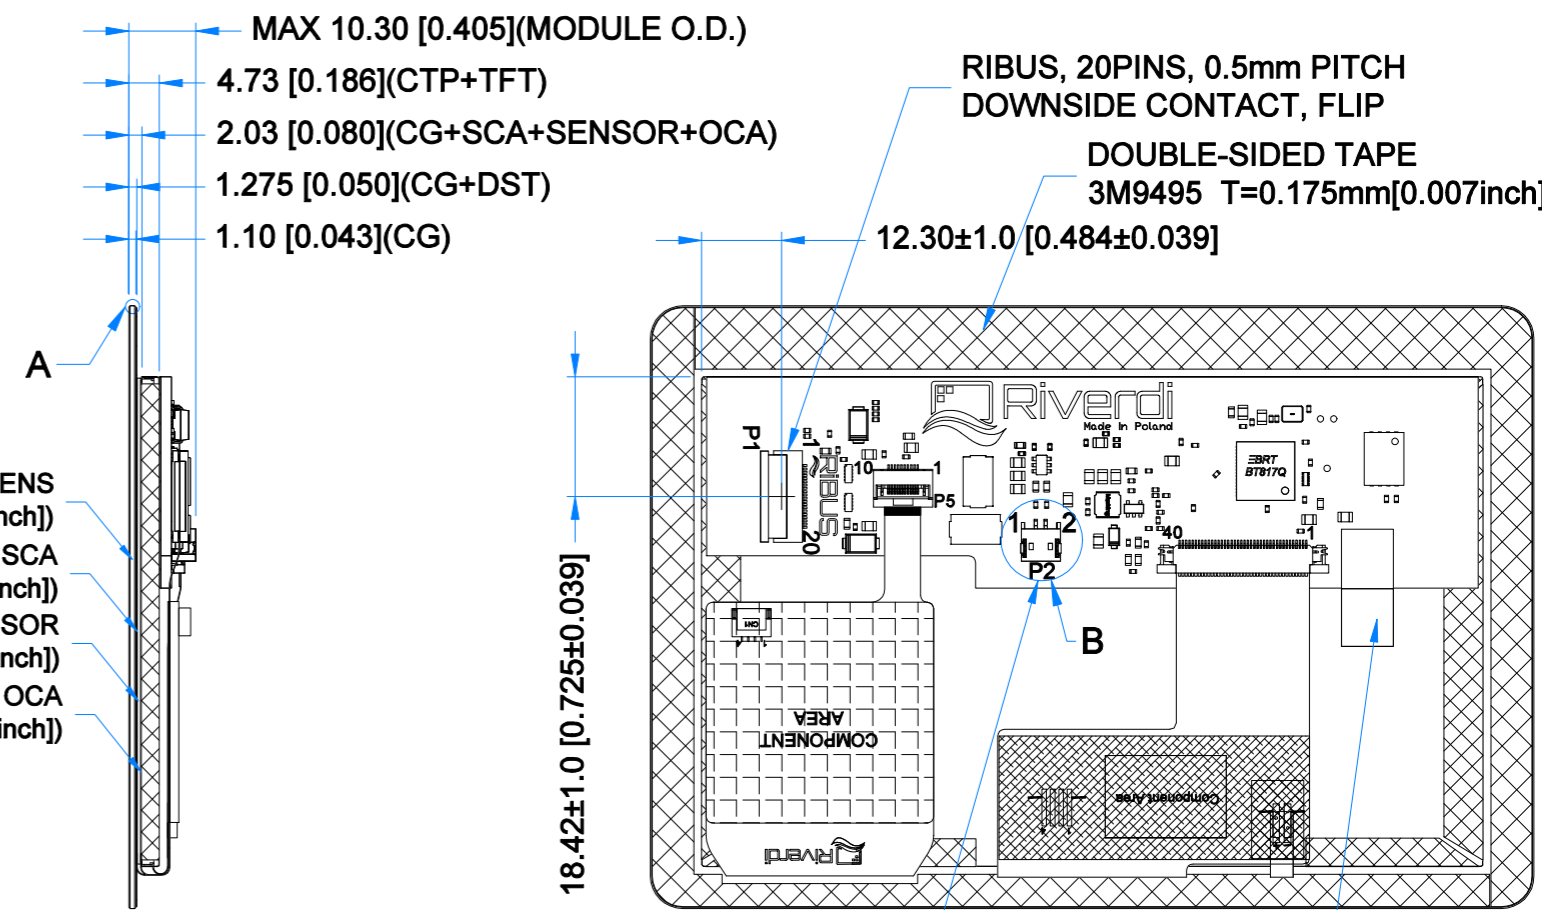 MAX 10.30 [0.405](MODULE O.D.)
4.73 [0.186](CTP+TFT)
2.03 [0.080](CG+SCA+SENSOR+OCA)
1.275 [0.050](CG+DST)
1.10 [0.043](CG)
RIBUS, 20PINS, 0.5mm PITCH
DOWNSIDE CONTACT, FLIP
DOUBLE-SIDED TAPE
3M9495 T=0.175mm[0.007inch]
12.30±1.0 [0.484±0.039]
A
ENS
nch])
SCA
inch])
SOR
nch])
OCA
inch])
18.42±1.0 [0.725±0.039]
Riverdi
Made In Poland
P1
1
RiBUS
20
10
1
P5
1
2
P2
B
BRT
BT817Q
40
1
CN1
COMPONENT
AREA
Component Area
Riverdi